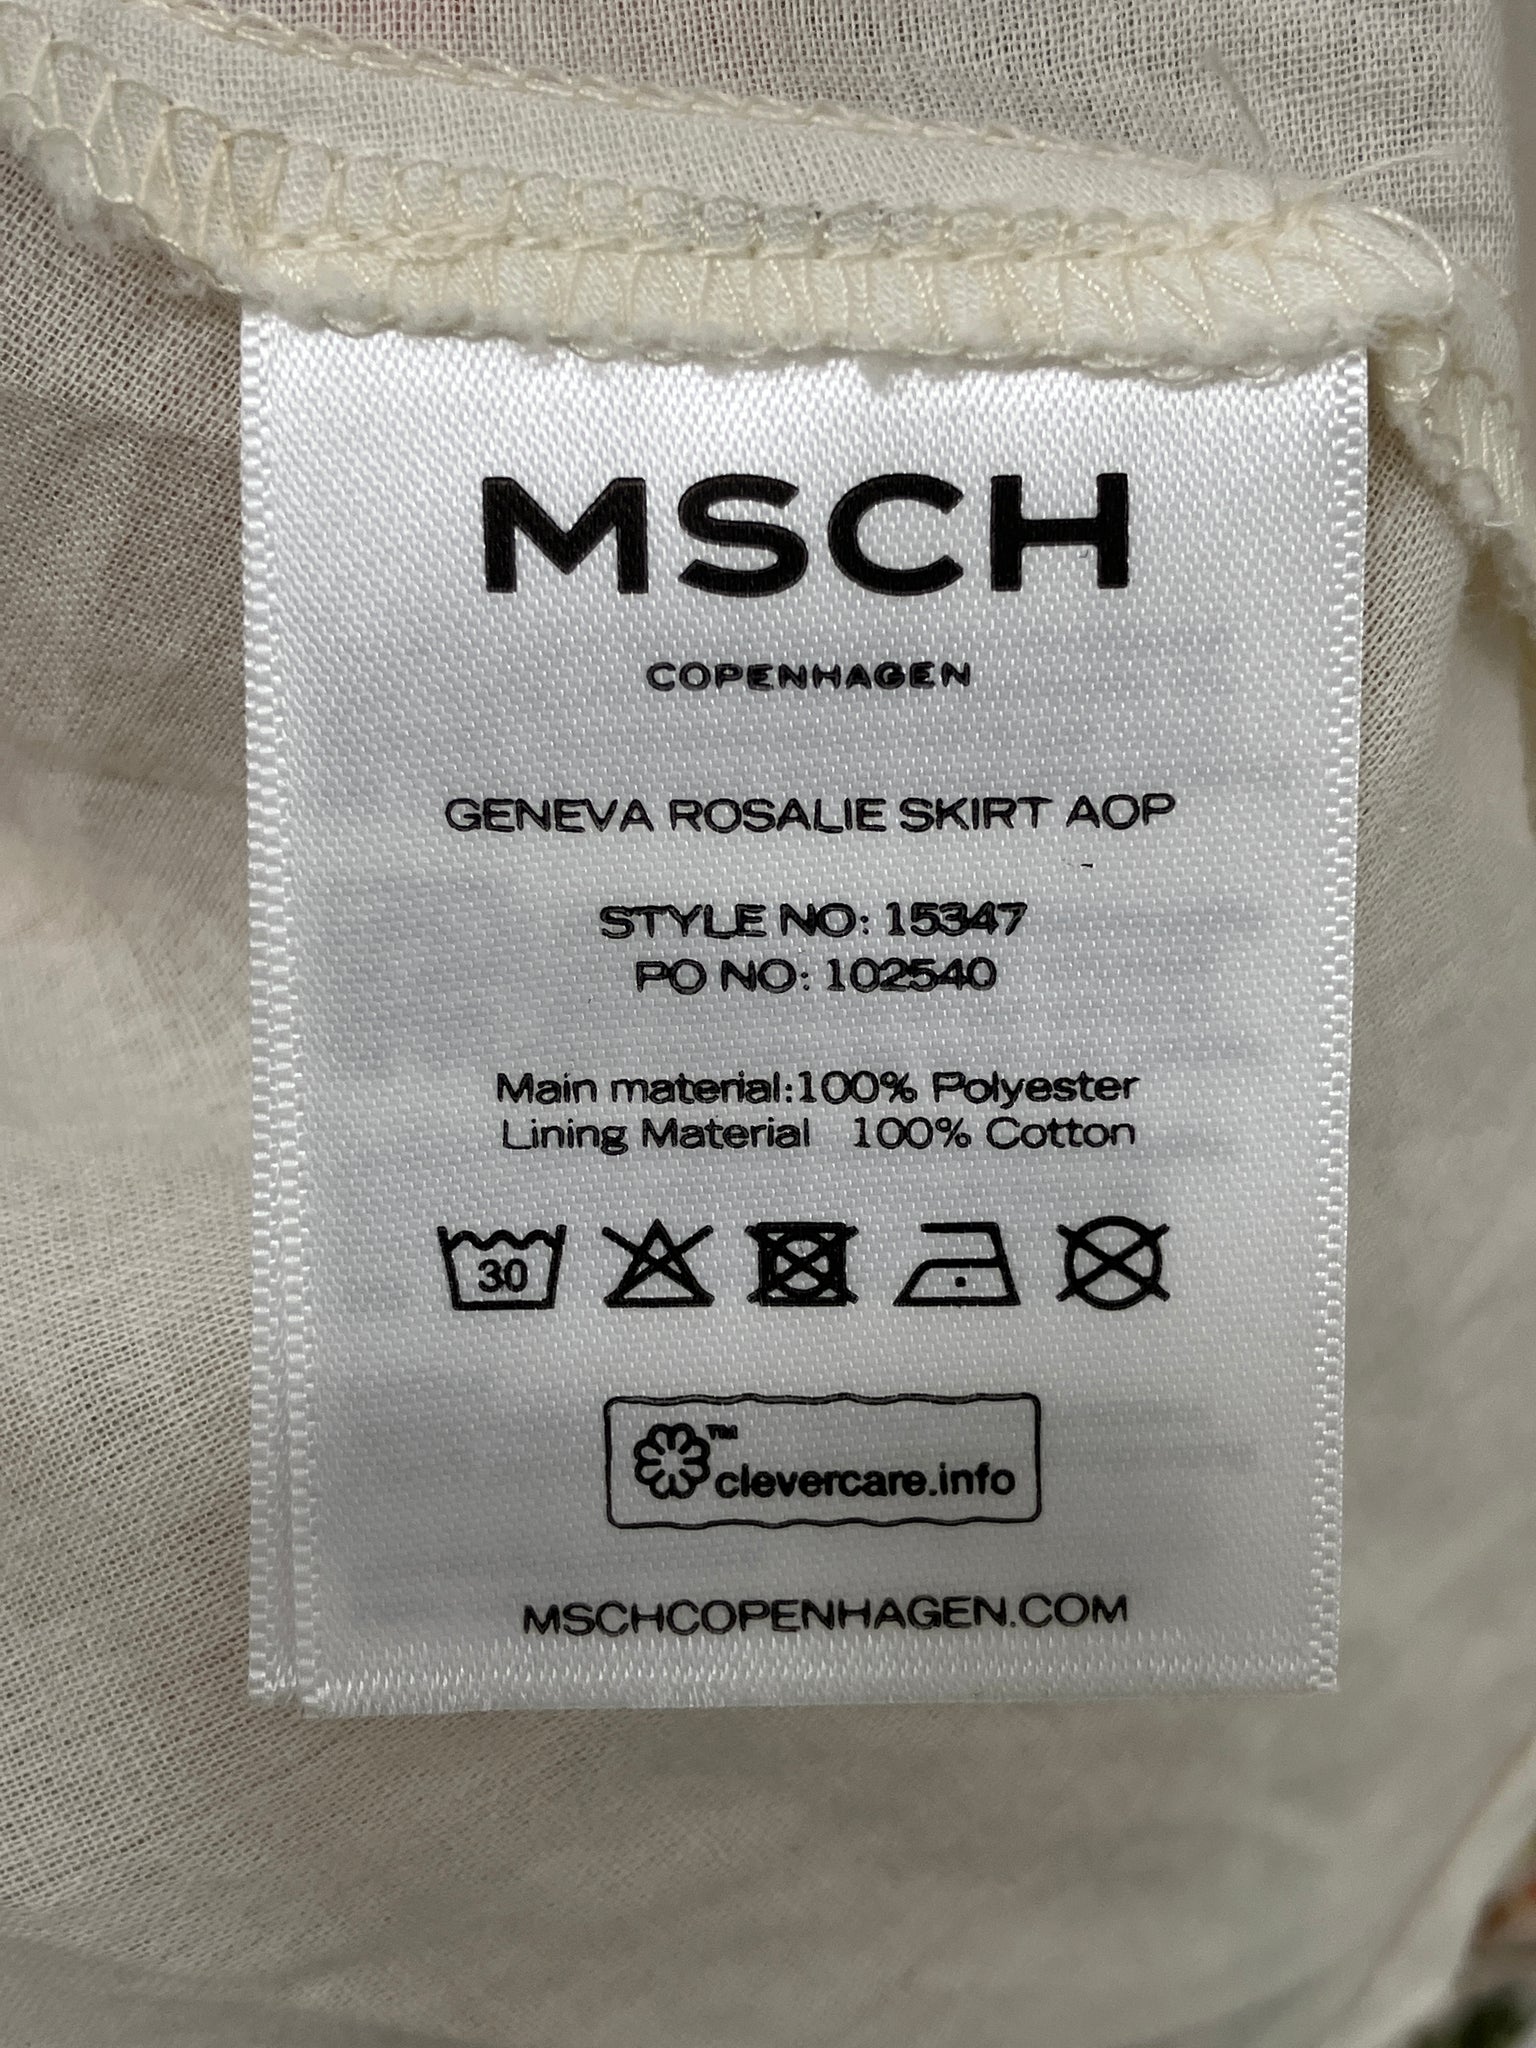 MSCH
COPENHAGEN
GENEVA ROSALIE SKIRT AOP
STYLE NO: 15347
PO NO: 102540
Main material:100% Polyester
Lining Material 100% Cotton
30
™
clevercare.info
MSCHCOPENHAGEN.COM